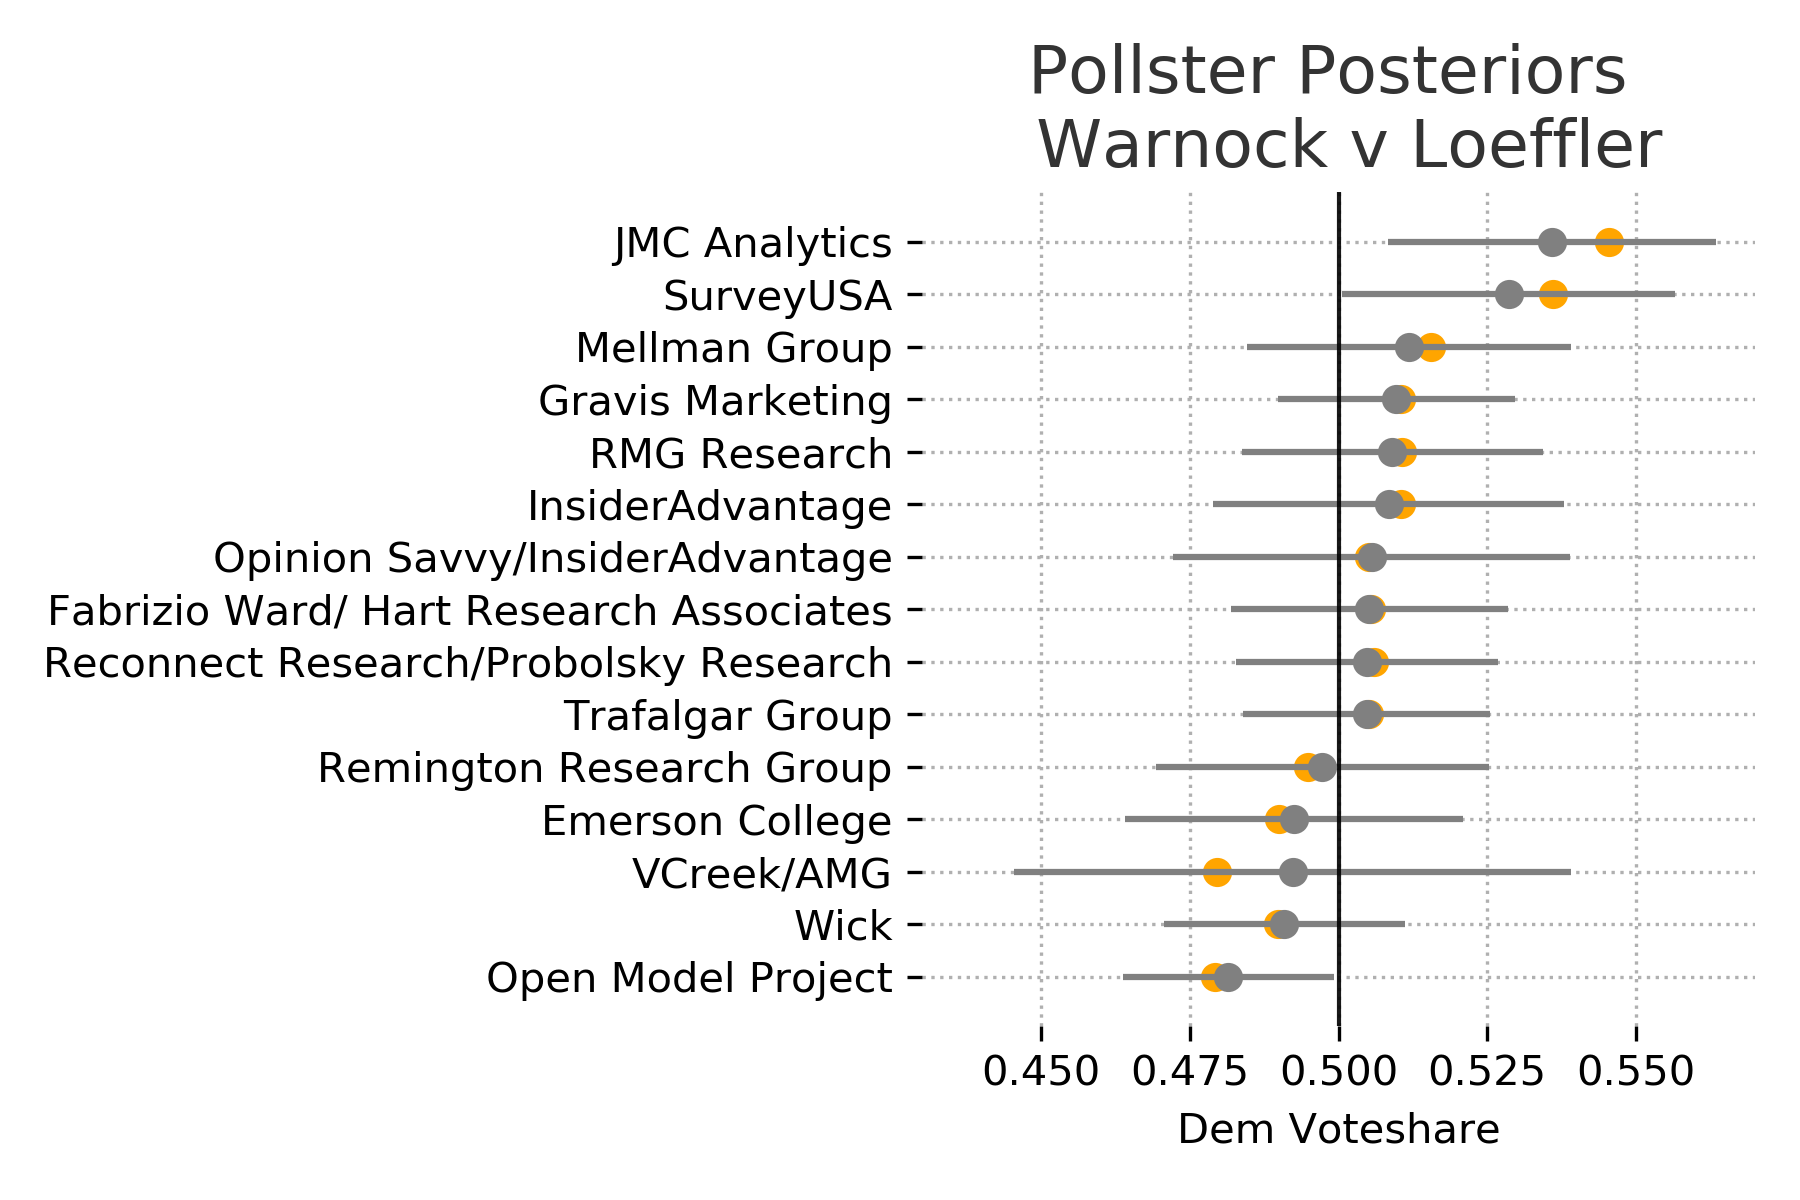 Pollster Posteriors
Warnock v Loeffler
JMC Analytics
SurveyUSA
Mellman Group
Gravis Marketing
RMG Research
InsiderAdvantage
Opinion Savvy/InsiderAdvantage
Fabrizio Ward/ Hart Research Associates
Reconnect Research/Probolsky Research
Trafalgar Group
Remington Research Group
Emerson College
VCreek/AMG
Wick
Open Model Project
0.450 0.475 0.500 0.525 0.550
Dem Voteshare